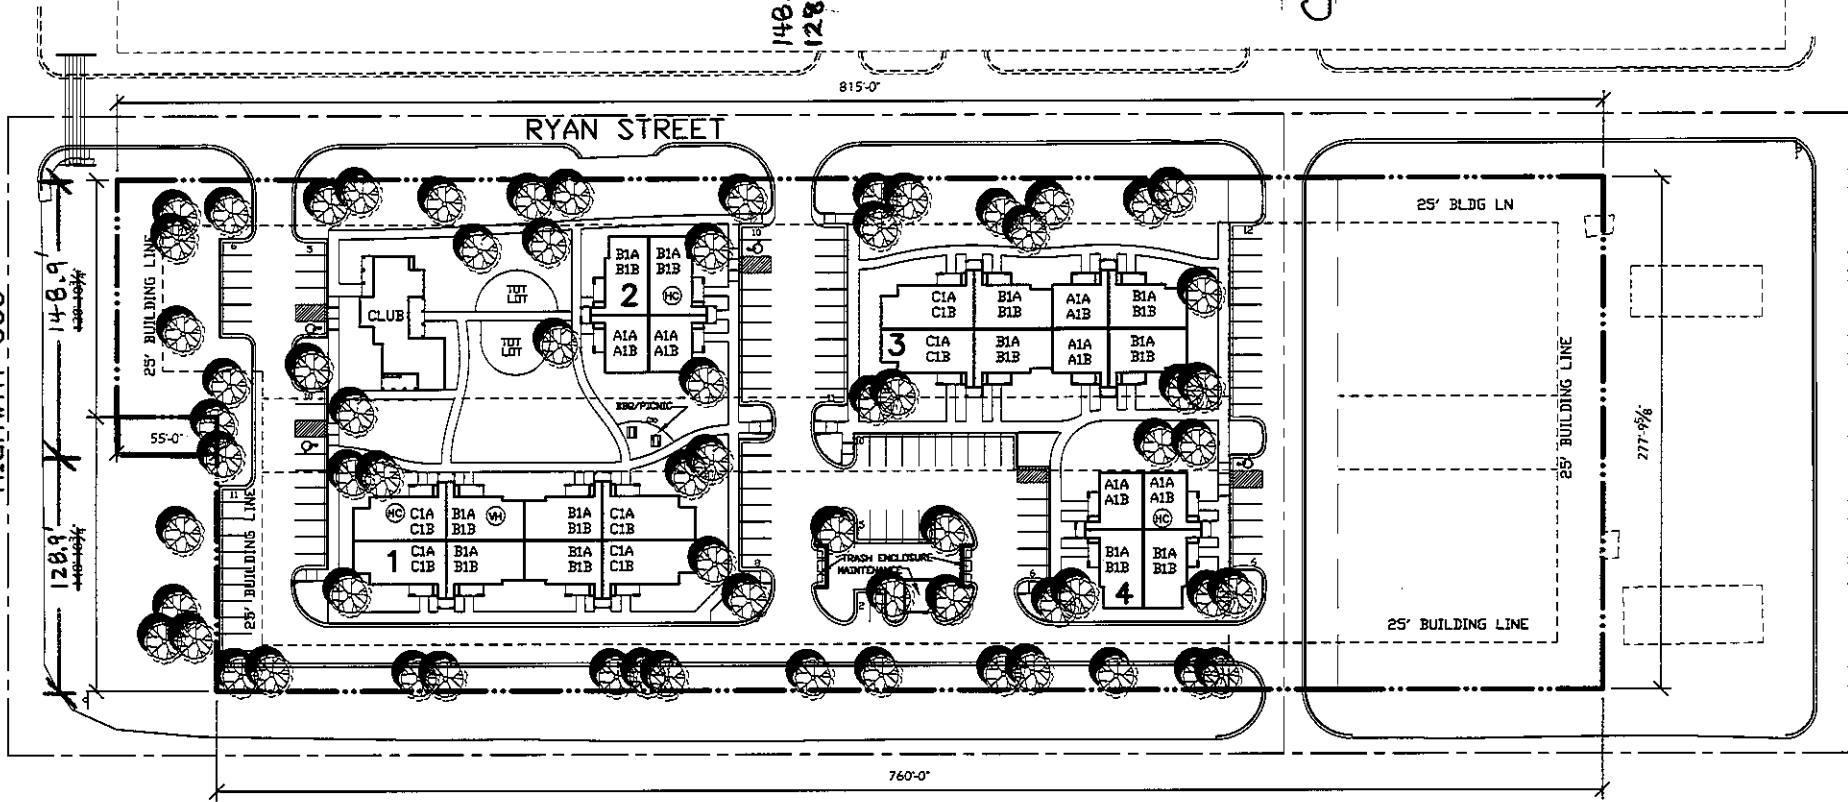 148.
128
815'-0"
RYAN STREET
25' BLDG LN
25' BUILDING LINE
148.9'
128.9'
55'-0"
25' BUILDING LINE
CLUB
TOT
LOT
TOT
LOT
BBQ/PICNIC
2
B1A
B1B
B1A
B1B
HC
A1A
A1B
A1A
A1B
10
3
C1A
C1B
B1A
B1B
A1A
A1B
B1A
B1B
C1A
C1B
B1A
B1B
A1A
A1B
B1A
B1B
12
1
HC
C1A
C1B
B1A
B1B
VH
B1A
B1B
C1A
C1B
C1A
C1B
B1A
B1B
B1A
B1B
C1A
C1B
11
TRASH ENCLOSURE
MAINTENANCE
4
A1A
A1B
A1A
A1B
HC
B1A
B1B
B1A
B1B
25' BUILDING LINE
25' BUILDING LINE
277'-9⅝"
760'-0"